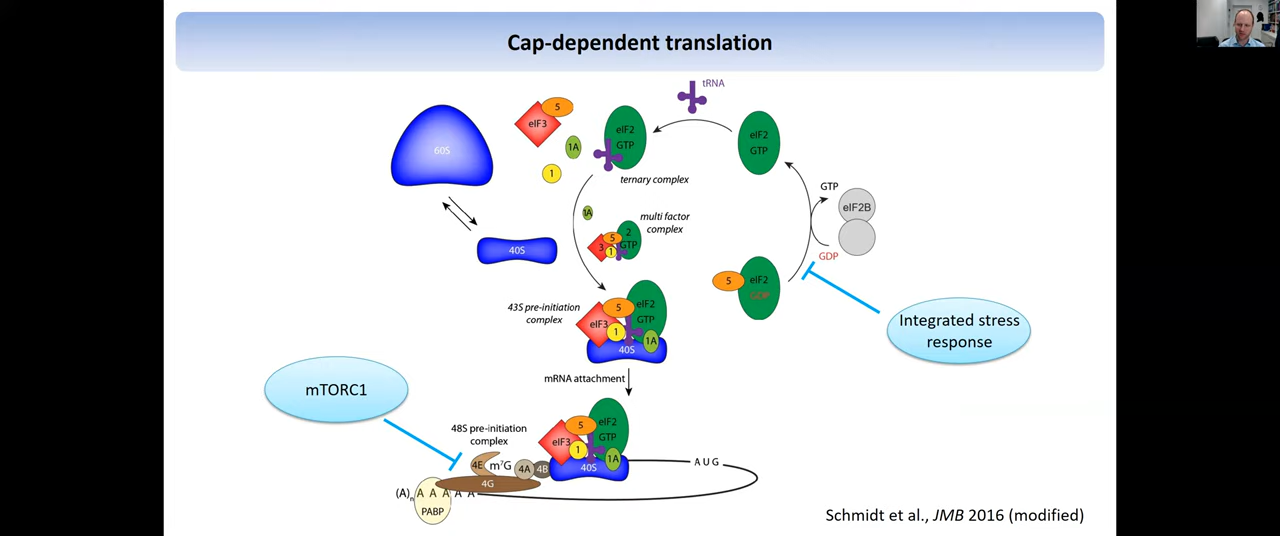 Cap-dependent translation
tRNA
5
eIF3
1A
1
eIF2
GTP
eIF2
GTP
60S
ternary complex
GTP
eIF2B
GDP
1A
multi factor
complex
5
2
3
1
GTP
40S
5
eIF2
GDP
43S pre-initiation
complex
5
eIF2
GTP
eIF3
1
1A
40S
Integrated stress
response
mRNA attachment
mTORC1
48S pre-initiation
complex
5
eIF2
GTP
eIF3
1
1A
40S
4E
m7G
4A
4B
4G
AUG
(A)n A A A A A
PABP
Schmidt et al., JMB 2016 (modified)